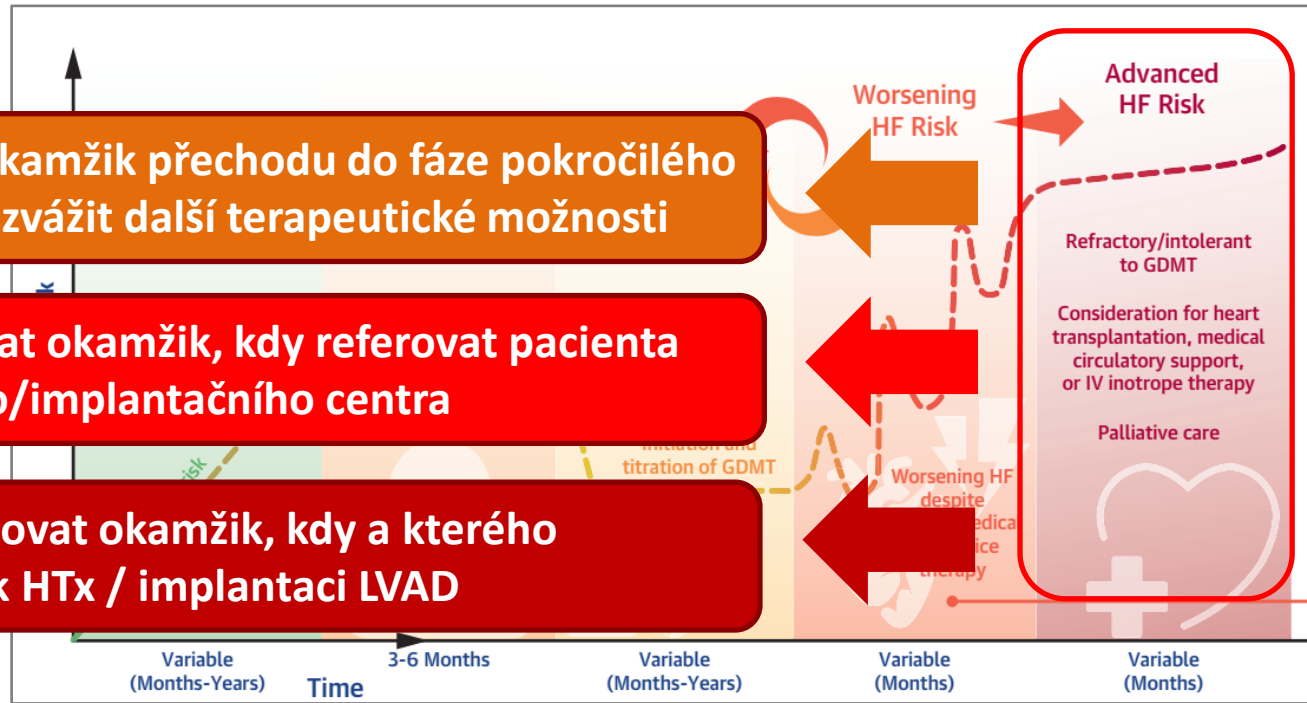 Advanced
HF Risk
Worsening
HF Risk
kamžik přechodu do fáze pokročilého
zvážit další terapeutické možnosti
Refractory/intolerant
to GDMT
Consideration for heart
transplantation, medical
circulatory support,
or IV inotrope therapy
Palliative care
at okamžik, kdy referovat pacienta
o/implantačního centra
risk
titration of GDMT
Worsening HF
despite
therapy
ovat okamžik, kdy a kterého
k HTx / implantaci LVAD
Variable
(Months-Years)
3-6 Months
Variable
(Months-Years)
Variable
(Months)
Variable
(Months)
Time